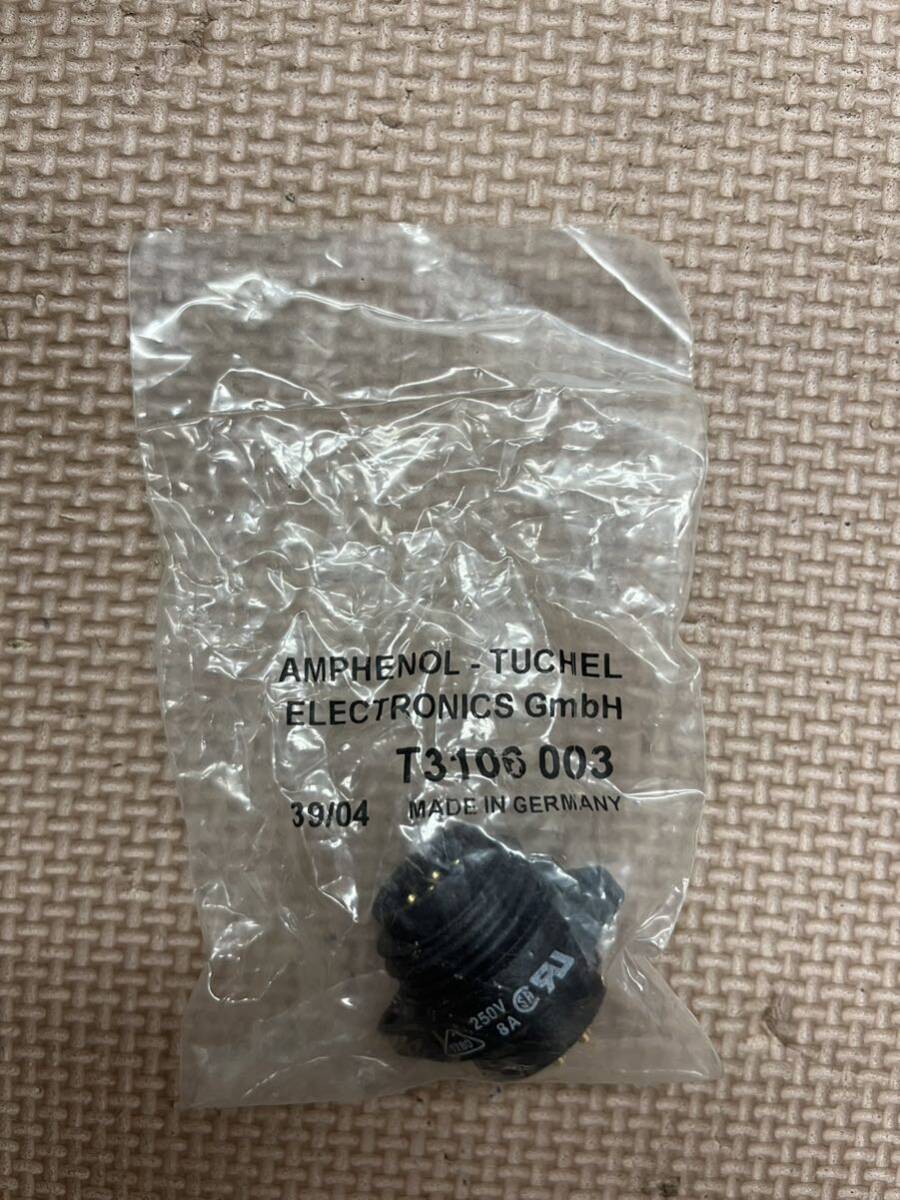 AMPHENOL - TUCHEL
ELECTRONICS GmbH
T3106 003
39/04 MADE IN GERMANY
250V
8A